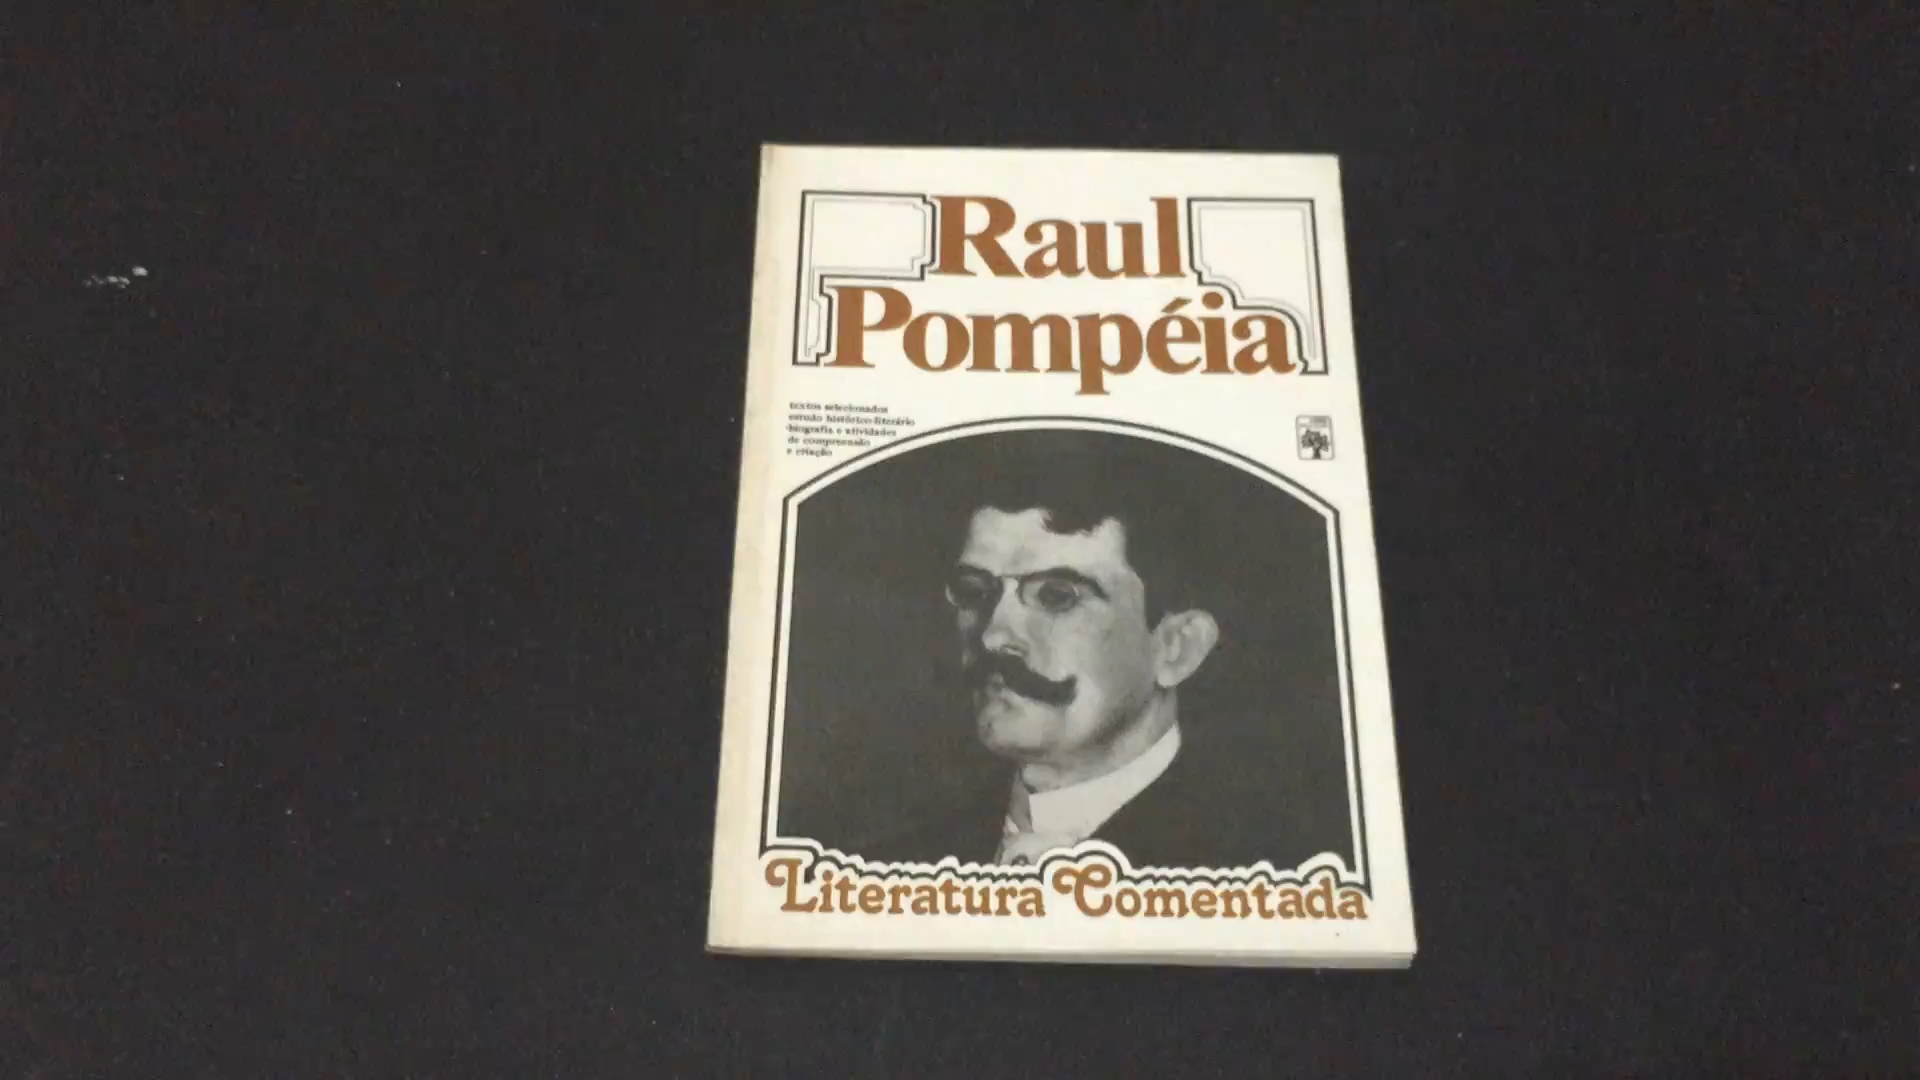 Raul
Pompéia
textos selecionados
estudo histórico-literário
biografia e atividades
de compreensão
e criação
Literatura Comentada